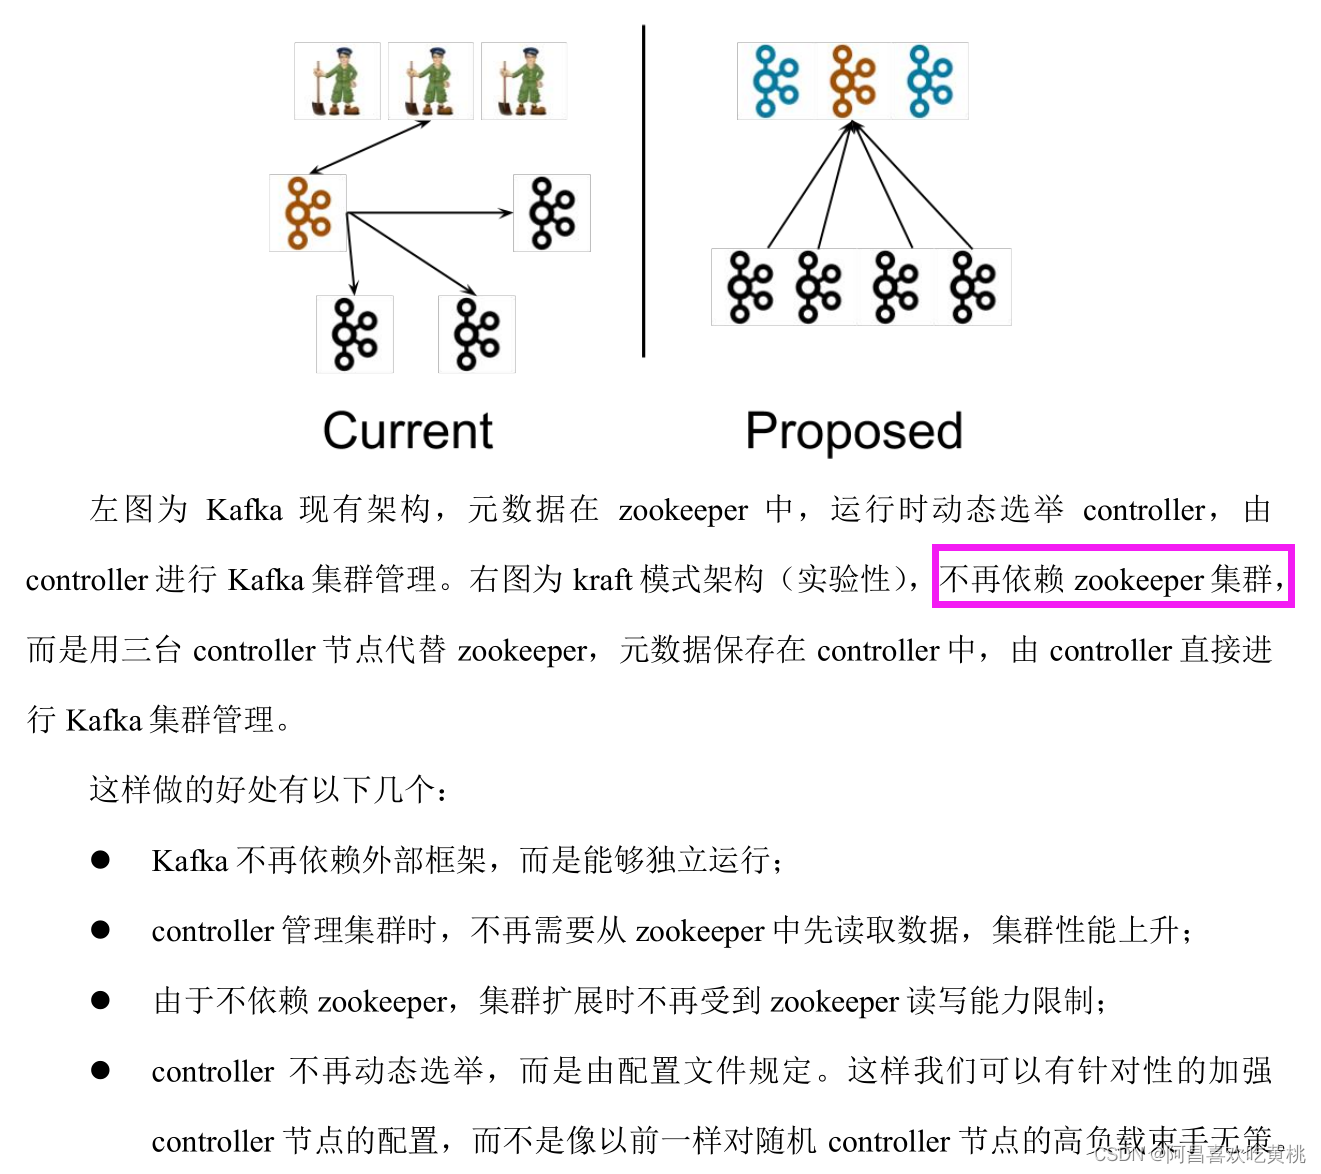 Current Proposed
左图为 Kafka 现有架构，元数据在 zookeeper 中，运行时动态选举 controller，由
controller 进行 Kafka 集群管理。右图为 kraft 模式架构（实验性），不再依赖 zookeeper 集群，
而是用三台 controller 节点代替 zookeeper，元数据保存在 controller 中，由 controller 直接进
行 Kafka 集群管理。
这样做的好处有以下几个：
● Kafka 不再依赖外部框架，而是能够独立运行；
● controller 管理集群时，不再需要从 zookeeper 中先读取数据，集群性能上升；
● 由于不依赖 zookeeper，集群扩展时不再受到 zookeeper 读写能力限制；
● controller 不再动态选举，而是由配置文件规定。这样我们可以有针对性的加强
controller 节点的配置，而不是像以前一样对随机 controller 节点的高负载束手无策。
CSDN @阿昌喜欢吃黄桃